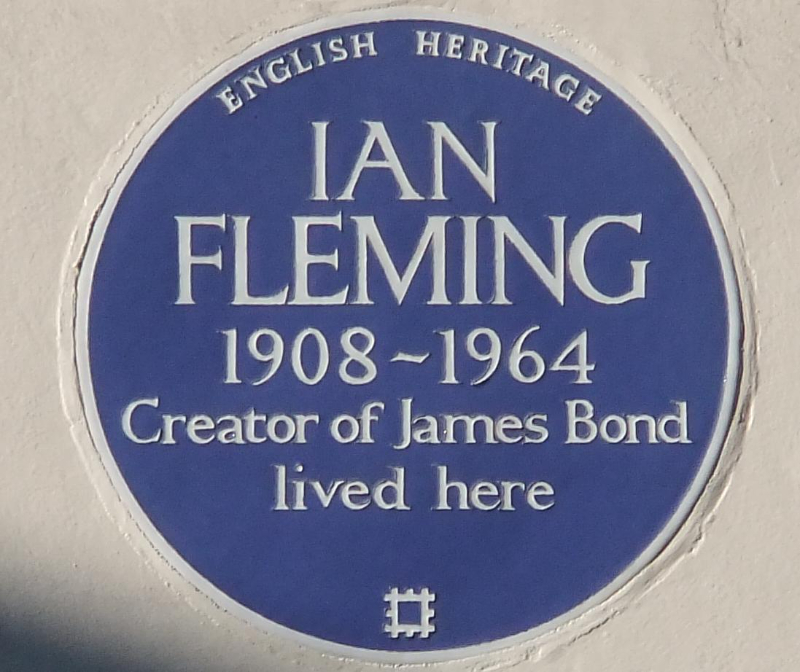 ENGLISH HERITAGE
IAN
FLEMING
1908~1964
Creator of James Bond
lived here